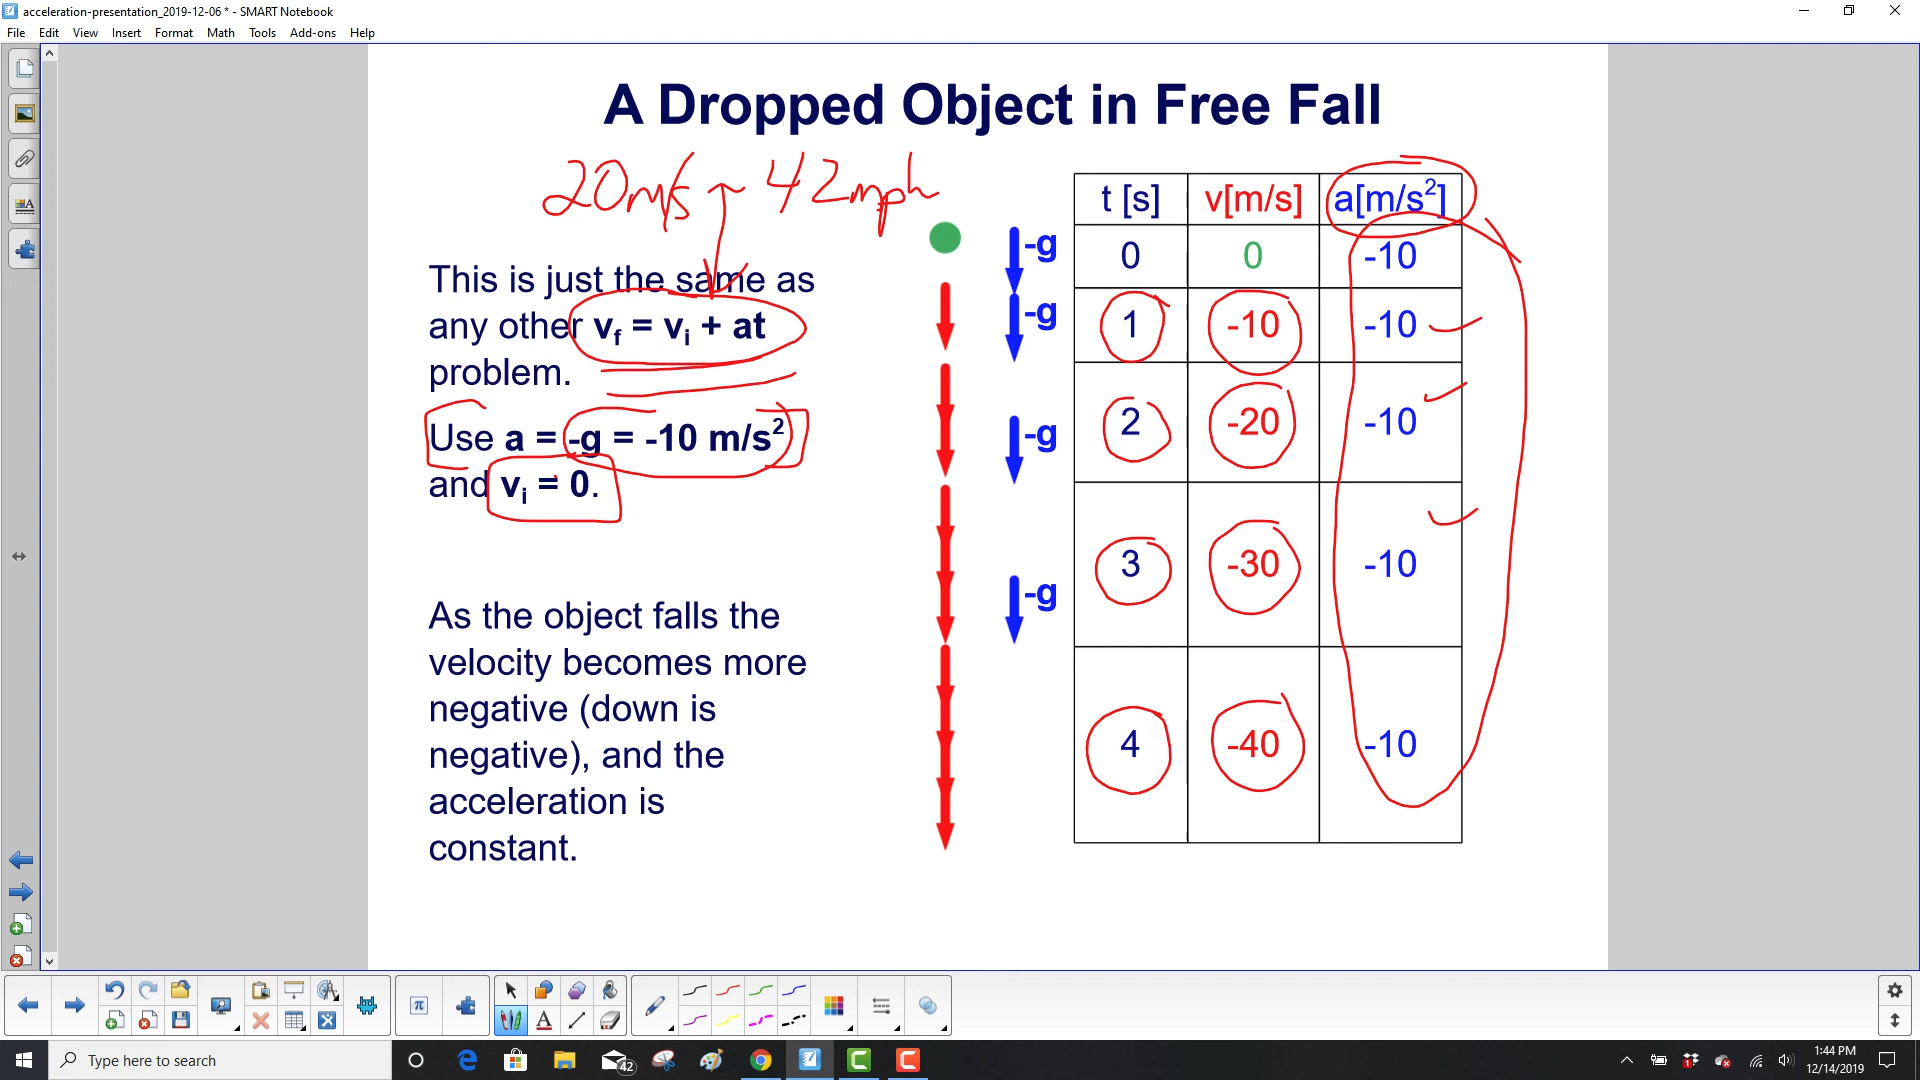 acceleration-presentation_2019-12-06 * - SMART Notebook
File Edit View Insert Format Math Tools Add-ons Help
A Dropped Object in Free Fall
20m/s ~ 42mph
This is just the same as
any other vf = vi + at
problem.
Use a = -g = -10 m/s²
and vi = 0.
As the object falls the
velocity becomes more
negative (down is
negative), and the
acceleration is
constant.
-g
-g
-g
-g
t [s] v[m/s] a[m/s²]
0 0 -10
1 -10 -10
2 -20 -10
3 -30 -10
4 -40 -10
π
A
Type here to search
42
1
1:44 PM
12/14/2019